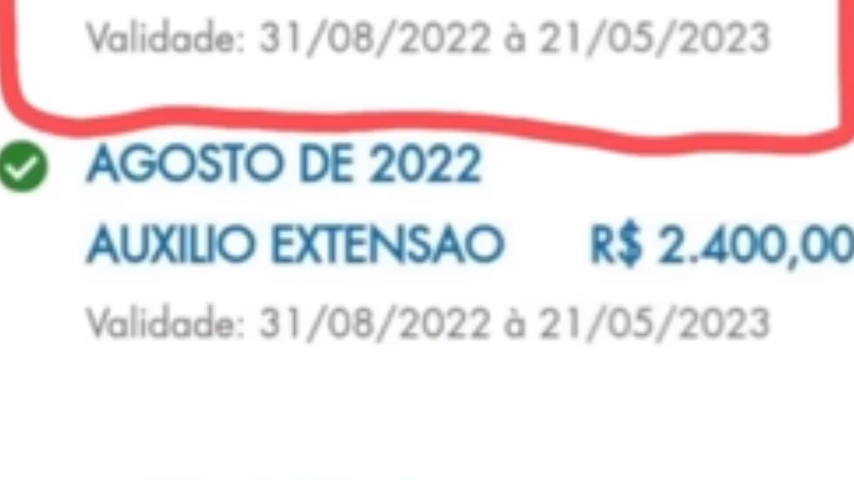 Validade: 31/08/2022 à 21/05/2023
AGOSTO DE 2022
AUXILIO EXTENSAO R$ 2.400,00
Validade: 31/08/2022 à 21/05/2023